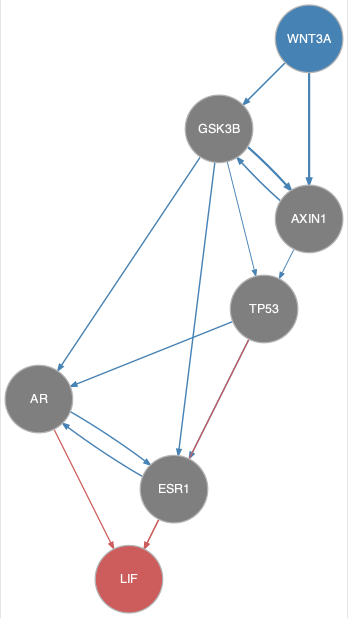 WNT3A
GSK3B
AXIN1
TP53
AR
ESR1
LIF